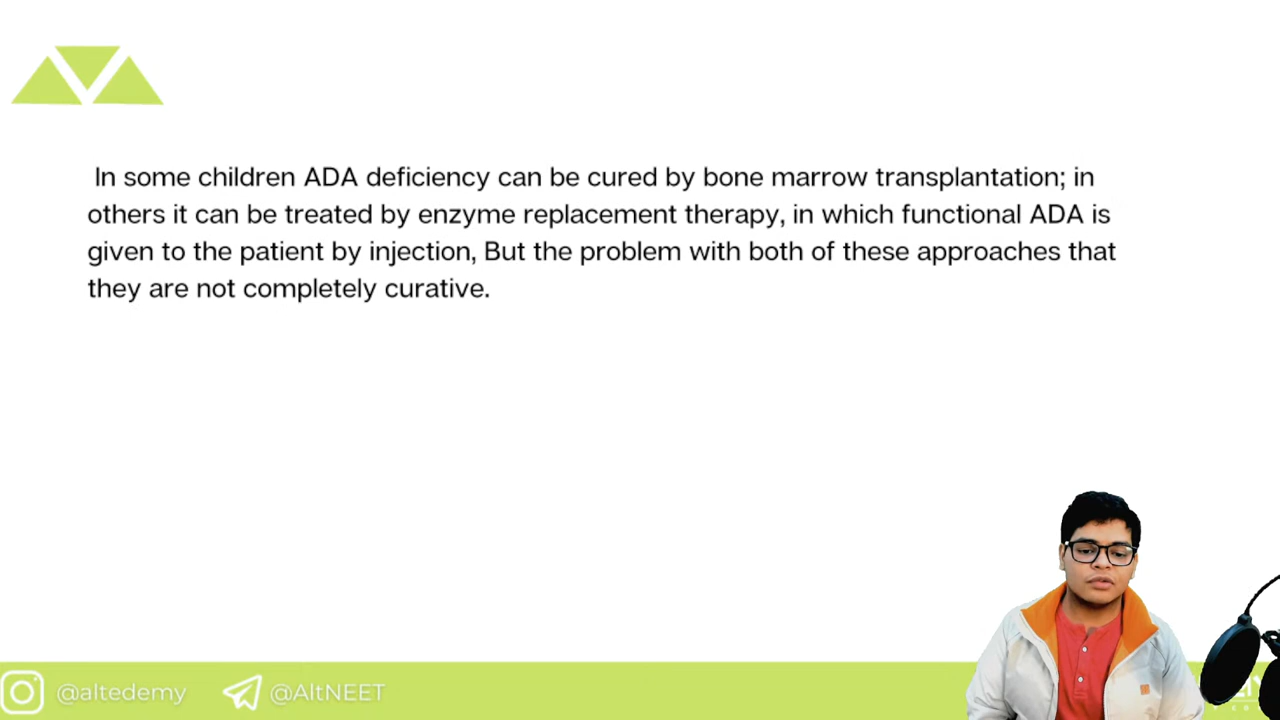 In some children ADA deficiency can be cured by bone marrow transplantation; in
others it can be treated by enzyme replacement therapy, in which functional ADA is
given to the patient by injection, But the problem with both of these approaches that
they are not completely curative.
@altedemy @AltNEET